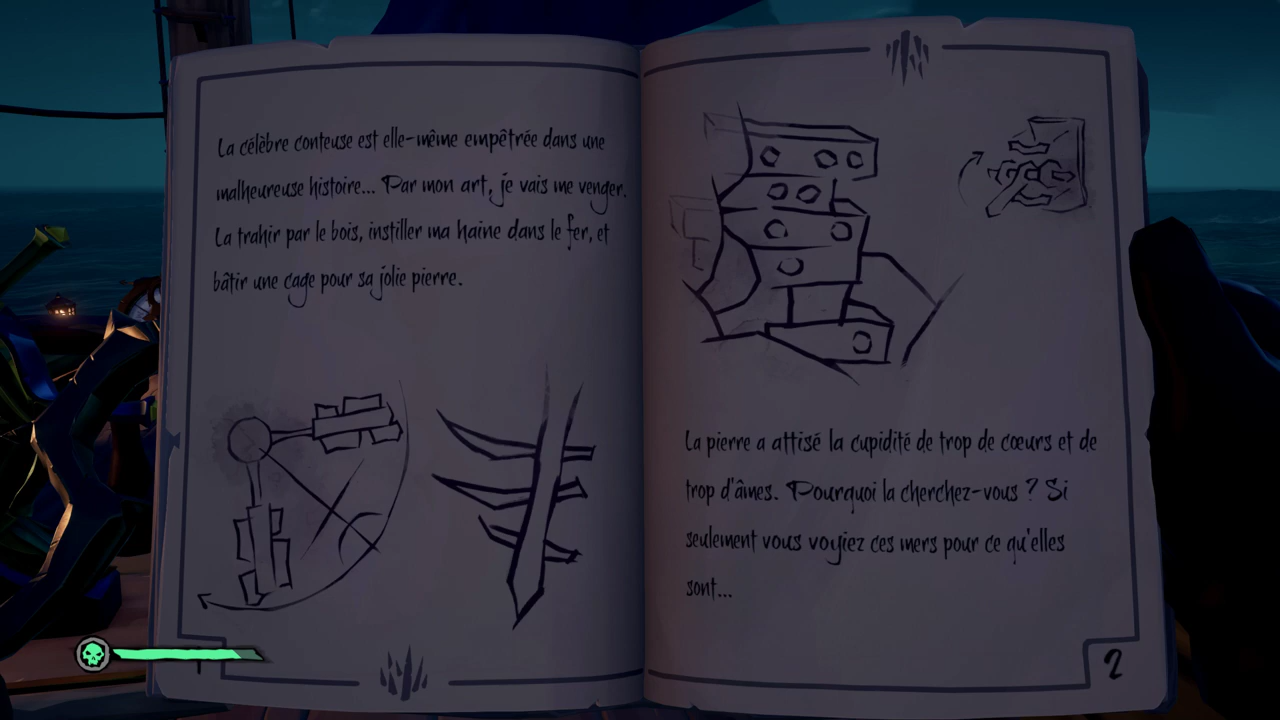 La célèbre conteuse est elle-même empêtrée dans une
malheureuse histoire... Par mon art, je vais me venger.
La trahir par le bois, instiller ma haine dans le fer, et
bâtir une cage pour sa jolie pierre.
La pierre a attisé la cupidité de trop de cœurs et de
trop d'âmes. Pourquoi la cherchez-vous ? Si
seulement vous voyiez ces mers pour ce qu'elles
sont...
2